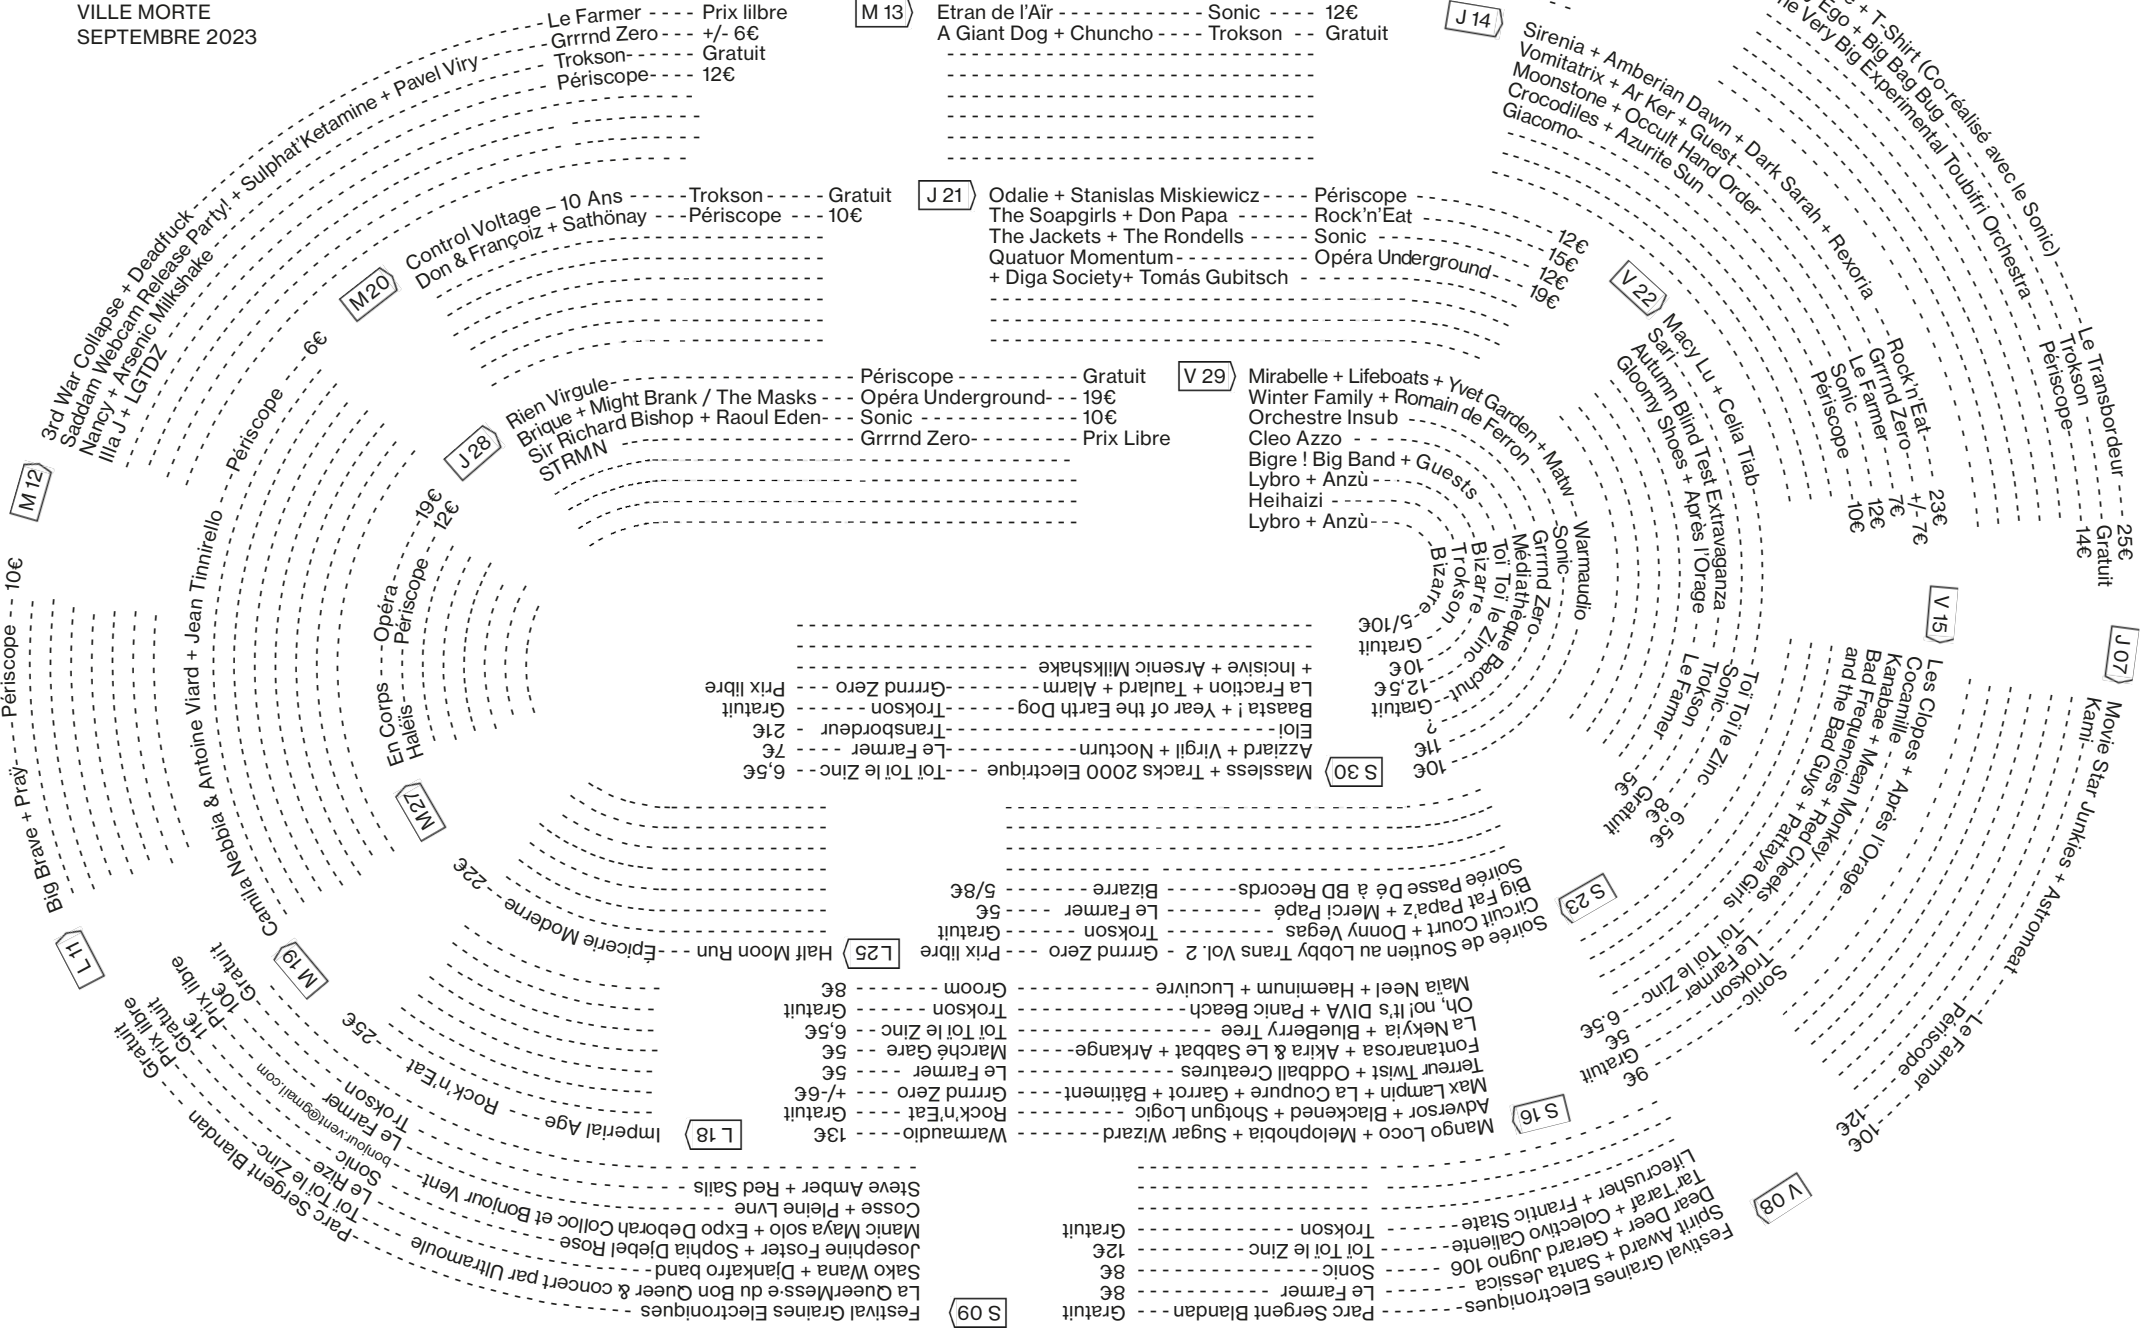 VILLE MORTE
SEPTEMBRE 2023
e + T-Shirt (Co-réalisé avec le Sonic) - Le Transbordeur - 25€
Ego + Big Bag Bug - Trokson - Gratuit
Very Big Experimental Toubifri Orchestra - Périscope - 14€
J 07
Movie Star Junkies + Astromeat - Le Farmer - 10€
Kami - Périscope - 12€
V 08
Festival Graines Electroniques - Parc Sergent Blandan - Gratuit
Spirit Award + Santa Jessica - Le Farmer - 8€
Dear Deer + Gerard Jugno 106 - Sonic - 8€
Tar'Taraf + Colectivo Caliente - Toï Toï le Zinc - 12€
Lifecrusher + Frantic State - Trokson - Gratuit
S 09
Festival Graines Electroniques - Parc Sergent Blandan - Gratuit
La QueerMess·e du Bon Queer & concert par Ultramoule - Toï Toï le Zinc - Prix libre
Sako Wana + Djankafro band - Le Rize - Gratuit
Josephine Foster + Sophia Djebel Rose - Sonic - 11€
Manic Maya solo + Expo Deborah Colloc et Bonjour Vent - bonjour.vent@gmail.com - Prix libre
Cosse + Pleine Lvne - Le Farmer - 10€
Steve Amber + Red Sails - Trokson - Gratuit
L 11
Big Brave + Praÿ - Périscope - 10€
M 12
3rd War Collapse + Deadfuck - Le Farmer - Prix lilbre
Saddam Webcam Release Party! + Sulphat'Ketamine + Pavel Viry - Grrrnd Zero - +/- 6€
Nancy + Arsenic Milkshake - Trokson - Gratuit
Illa J + LGTDZ - Périscope - 12€
M 13
Etran de l'Aïr - Sonic - 12€
A Giant Dog + Chuncho - Trokson - Gratuit
J 14
Sirenia + Amberian Dawn + Dark Sarah + Rexoria - Rock'n'Eat - 23€
Vomitatrix + Ar Ker + Guest - Grrrnd Zero - +/- 7€
Moonstone + Occult Hand Order - Le Farmer - 7€
Crocodiles + Azurite Sun - Sonic - 12€
Giacomo - Périscope - 10€
V 15
Les Clopes + Après l'Orage - Sonic - 9€
Cocamille - Trokson - Gratuit
Kanabae + Mean Monkey - Le Farmer - 5€
Bad Frequencies + Red Cheeks - Toï Toï le Zinc - 6.5€
and the Bad Guys + Pattaya Girls
S 16
Mango Loco + Melophobia + Sugar Wizard - Warmaudio - 13€
Adversor + Blackened + Shotgun Logic - Rock'n'Eat - Gratuit
Max Lampin + La Coupure + Garrot + Bâtiment - Grrrnd Zero - +/-6€
Terreur Twist + Oddball Creatures - Le Farmer - 5€
Fontanarosa + Akira & Le Sabbat + Arkange - Marché Gare - 5€
La Nekyia + BlueBerry Tree - Toï Toï le Zinc - 6,5€
Oh, no! It's DIVA + Panic Beach - Trokson - Gratuit
Maïa Neel + Haeminum + Lucuivre - Groom - 8€
L 18
Imperial Age - Rock'n'Eat - 25€
M 19
Camila Nebbia & Antoine Viard + Jean Tinnirello - Périscope - 6€
M 20
Control Voltage – 10 Ans - Trokson - Gratuit
Don & Françoiz + Sathönay - Périscope - 10€
J 21
Odalie + Stanislas Miskiewicz - Périscope - 12€
The Soapgirls + Don Papa - Rock'n'Eat - 15€
The Jackets + The Rondells - Sonic - 12€
Quatuor Momentum - Opéra Underground - 19€
+ Diga Society+ Tomás Gubitsch
V 22
Macy Lu + Celia Tiab - Toï Toï le Zinc - 6.5€
Sari - Sonic - 8€
Autumn Blind Test Extravaganza - Trokson - Gratuit
Gloomy Shoes + Après l'Orage - Le Farmer - 5€
S 23
Soirée de Soutien au Lobby Trans Vol. 2 - Grrrnd Zero - Prix libre
Circuit Court + Donny Vegas - Trokson - Gratuit
Big Fat Papa'z + Merci Papé - Le Farmer - 5€
Soirée Passe Dé à BD Records - Bizarre - 5/8€
L25
Half Moon Run - Épicerie Moderne - 22€
M27
En Corps - Opéra - 19€
Haléïs - Périscope - 12€
J 28
Rien Virgule - Périscope - Gratuit
Brique + Might Brank / The Masks - Opéra Underground - 19€
Sir Richard Bishop + Raoul Eden - Sonic - 10€
STRMN - Grrrnd Zero - Prix Libre
V 29
Mirabelle + Lifeboats + Yvet Garden + Matw - Warmaudio - 10€
Winter Family + Romain de Ferron - Sonic - 11€
Orchestre Insub - Grrrnd Zero - ?
Cleo Azzo - Médiathèque Bachut - Gratuit
Bigre ! Big Band + Guests - Toï Toï le Zinc - 12,5€
Lybro + Anzù - Bizarre - 10€
Heihaizi - Trokson - Gratuit
Lybro + Anzù - Bizarre - 5/10€
S 30
Massless + Tracks 2000 Electrique - Toï Toï le Zinc - 6,5€
Azziard + Virgil + Nocturn - Le Farmer - 7€
Eloi - Transbordeur - 21€
Baasta ! + Year of the Earth Dog - Trokson - Gratuit
La Fraction + Taulard + Alarm - Grrrnd Zero - Prix libre
+ Incisive + Arsenic Milkshake